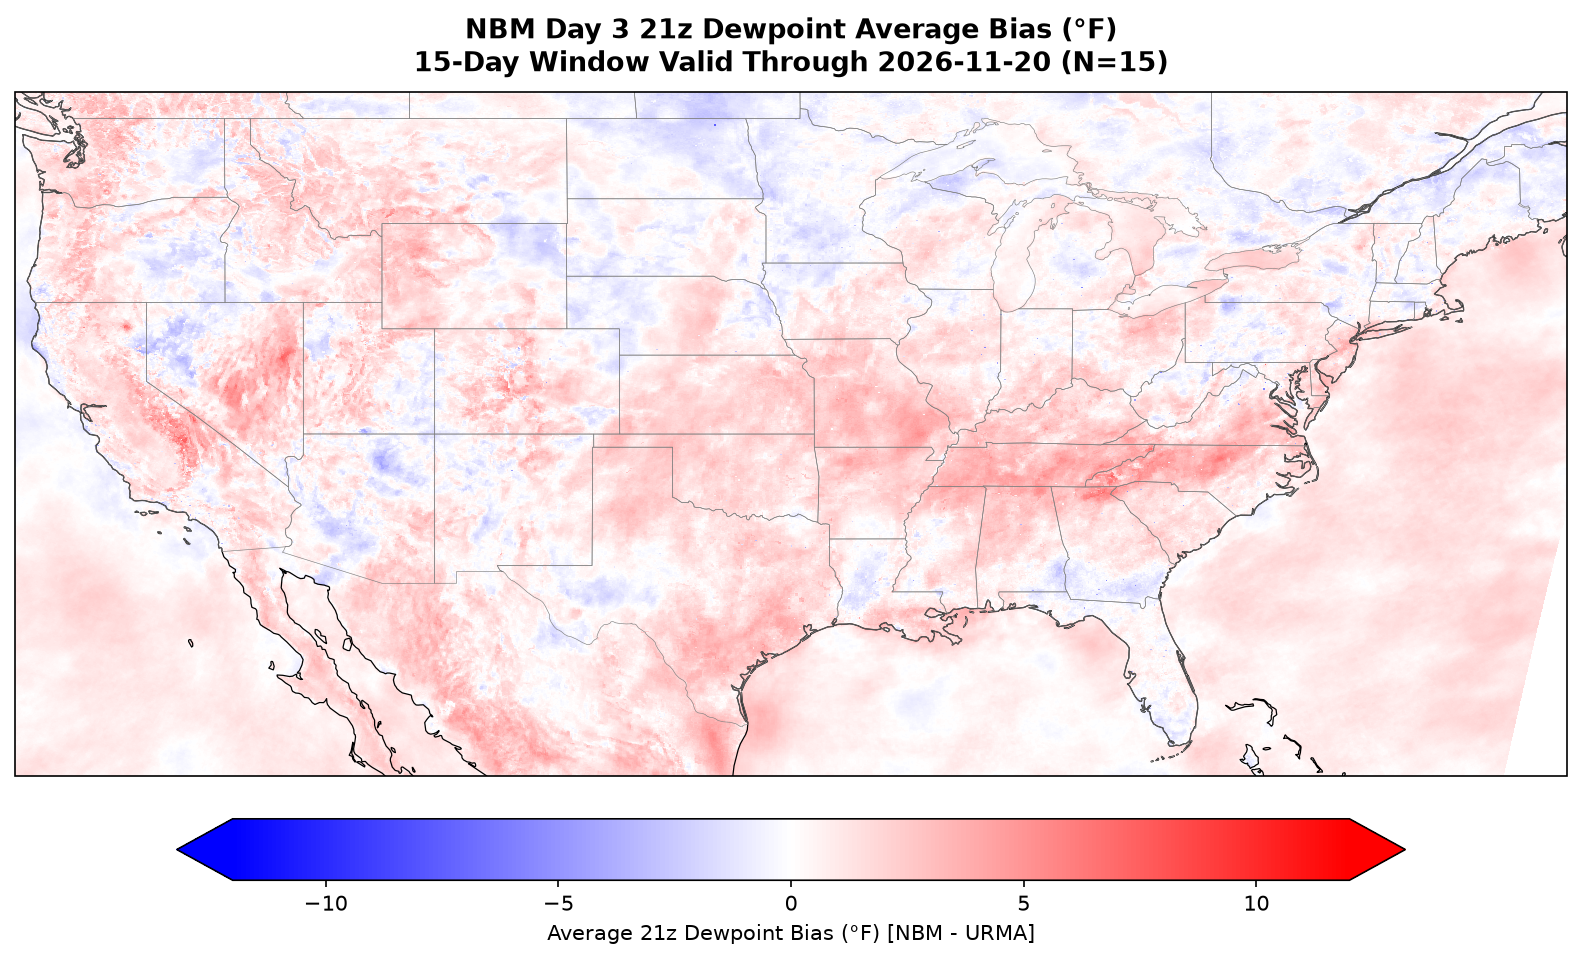 NBM Day 3 21z Dewpoint Average Bias (°F)
15-Day Window Valid Through 2026-11-20 (N=15)
−10 −5 0 5 10
Average 21z Dewpoint Bias (°F) [NBM - URMA]